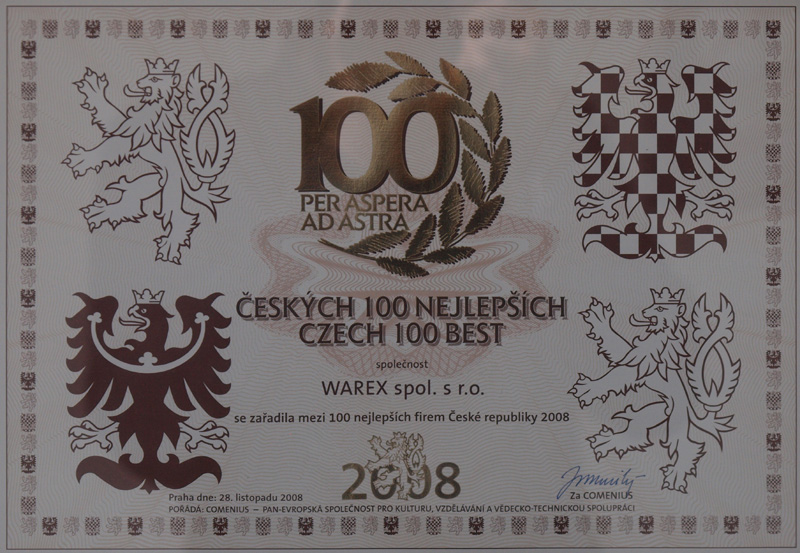 100
PER ASPERA
AD ASTRA
ČESKÝCH 100 NEJLEPŠÍCH
CZECH 100 BEST
společnost
WAREX spol. s r.o.
se zařadila mezi 100 nejlepších firem České republiky 2008
2008
Praha dne: 28. listopadu 2008
Za COMENIUS
POŘÁDÁ: COMENIUS – PAN-EVROPSKÁ SPOLEČNOST PRO KULTURU, VZDĚLÁVÁNÍ A VĚDECKO-TECHNICKOU SPOLUPRÁCI